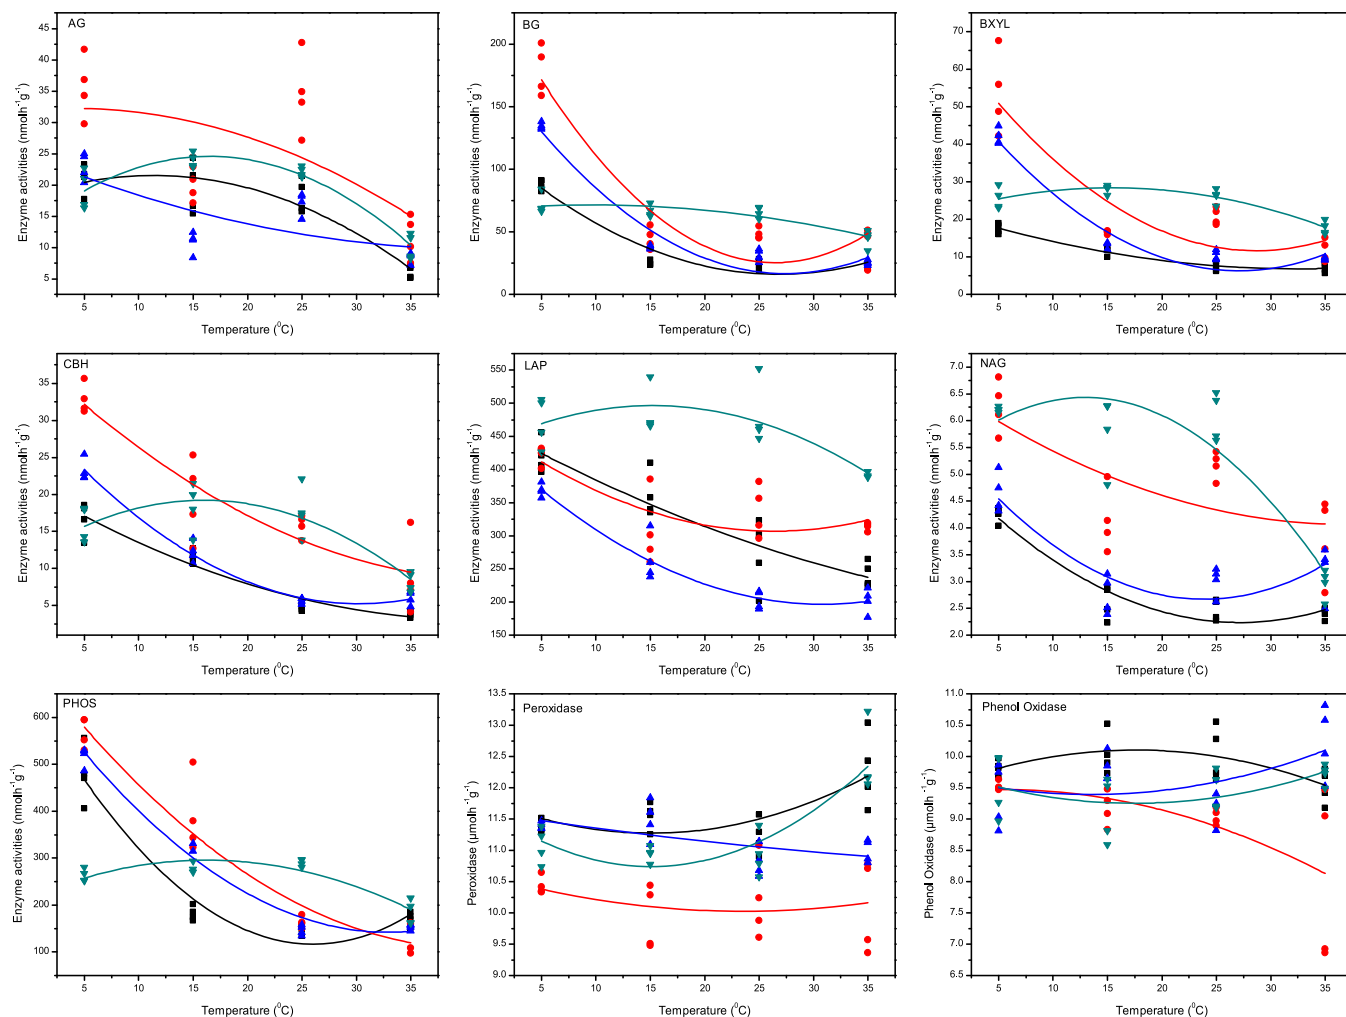 AG
45
40
35
30
25
20
15
10
5
Enzyme activities (nmolh⁻¹g⁻¹)
5 15 25 35
Temperature (⁰C)
BG
200
150
100
50
0
Enzyme activities (nmolh⁻¹g⁻¹)
5 10 15 20 25 30 35
Temperature (⁰C)
BXYL
70
60
50
40
30
20
10
0
Enzyme activities (nmolh⁻¹g⁻¹)
5 10 15 20 25 30 35
Temperature (⁰C)
CBH
35
30
25
20
15
10
5
Enzyme activities (nmolh⁻¹g⁻¹)
5 10 15 20 25 30 35
Temperature (⁰C)
LAP
550
500
450
400
350
300
250
200
150
Enzyme activities (nmolh⁻¹g⁻¹)
5 10 15 20 25 30 35
Temperature (⁰C)
NAG
7.0
6.5
6.0
5.5
5.0
4.5
4.0
3.5
3.0
2.5
2.0
Enzyme activities (nmolh⁻¹g⁻¹)
5 10 15 20 25 30 35
Temperature (⁰C)
PHOS
600
500
400
300
200
100
Enzyme activities (nmolh⁻¹g⁻¹)
5 10 15 20 25 30 35
Temperature (⁰C)
Peroxidase
13.5
13.0
12.5
12.0
11.5
11.0
10.5
10.0
9.5
9.0
Peroxidase (µmolh⁻¹g⁻¹)
5 10 15 20 25 30 35
Temperature (⁰C)
Phenol Oxidase
11.0
10.5
10.0
9.5
9.0
8.5
8.0
7.5
7.0
6.5
Phenol Oxidase (µmolh⁻¹g⁻¹)
5 10 15 20 25 30 35
Temperature (⁰C)